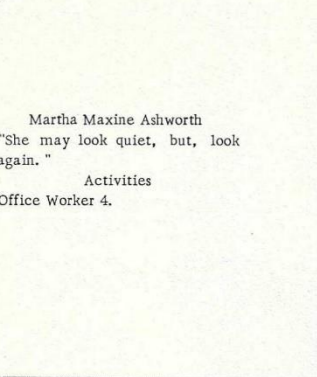 Martha Maxine Ashworth
"She may look quiet, but, look
again. "
Activities
Office Worker 4.